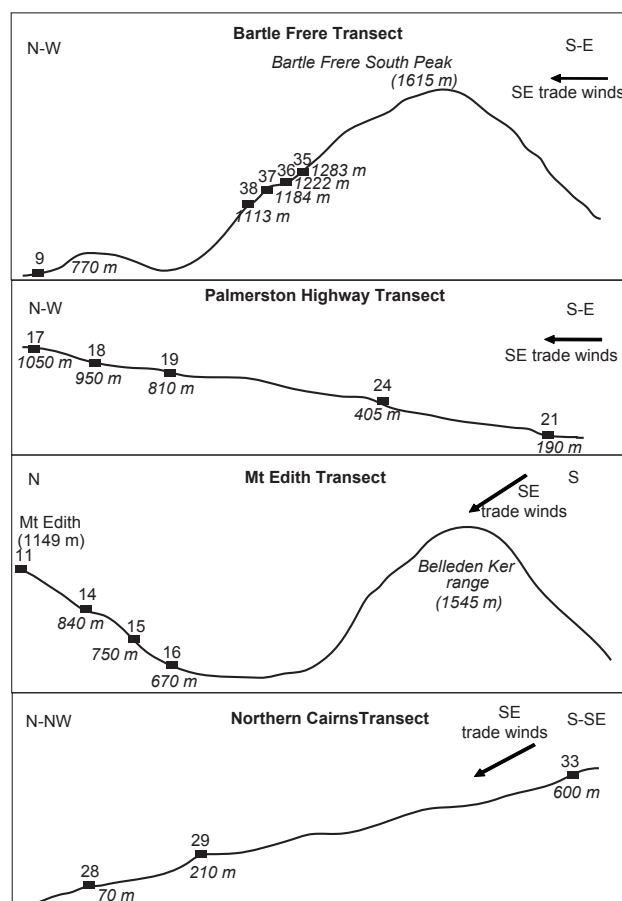 Bartle Frere Transect
N-W
S-E
Bartle Frere South Peak
(1615 m)
SE trade winds
35
36
37
38
1283 m
1222 m
1184 m
1113 m
9
770 m
Palmerston Highway Transect
N-W
S-E
17
1050 m
18
950 m
19
810 m
SE trade winds
24
405 m
21
190 m
N
Mt Edith Transect
SE
trade winds
S
Mt Edith
(1149 m)
11
14
840 m
15
750 m
16
670 m
Belleden Ker
range
(1545 m)
N-NW
Northern CairnsTransect
SE
trade winds
S-SE
33
600 m
29
210 m
28
70 m